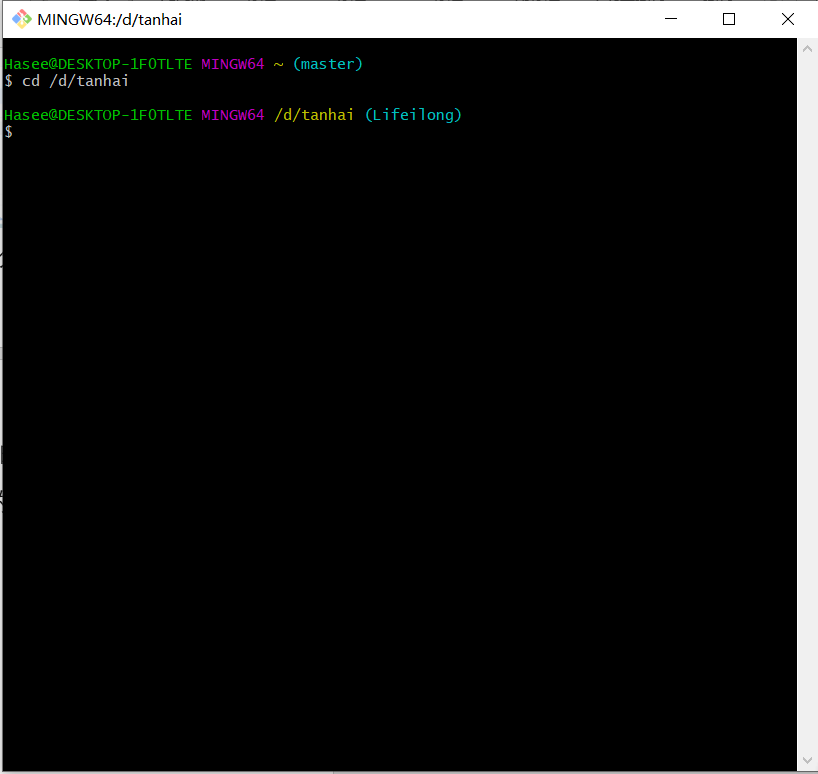 MINGW64:/d/tanhai
Hasee@DESKTOP-1F0TLTE MINGW64 ~ (master)
$ cd /d/tanhai
Hasee@DESKTOP-1F0TLTE MINGW64 /d/tanhai (Lifeilong)
$